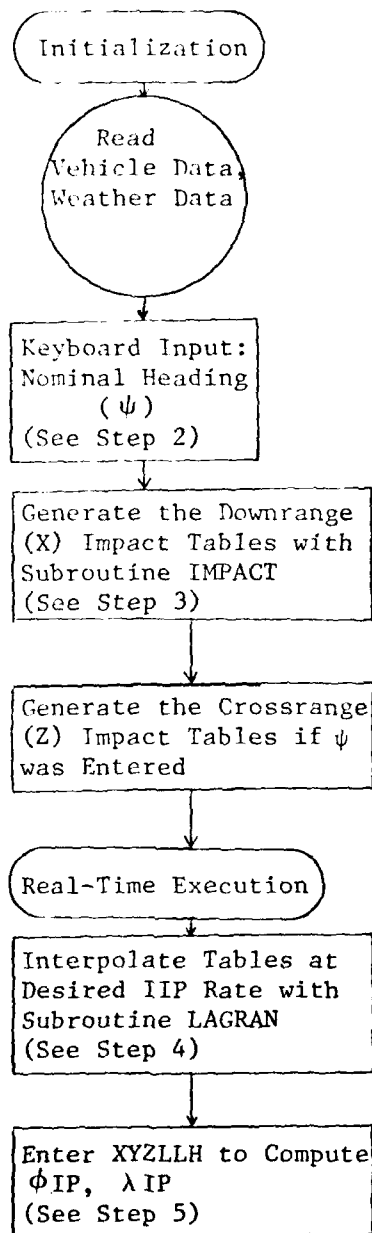 Initialization
Read
Vehicle Data,
Weather Data
Keyboard Input:
Nominal Heading
(ψ)
(See Step 2)
Generate the Downrange
(X) Impact Tables with
Subroutine IMPACT
(See Step 3)
Generate the Crossrange
(Z) Impact Tables if ψ
was Entered
Real-Time Execution
Interpolate Tables at
Desired IIP Rate with
Subroutine LAGRAN
(See Step 4)
Enter XYZLLH to Compute
ϕIP, λIP
(See Step 5)